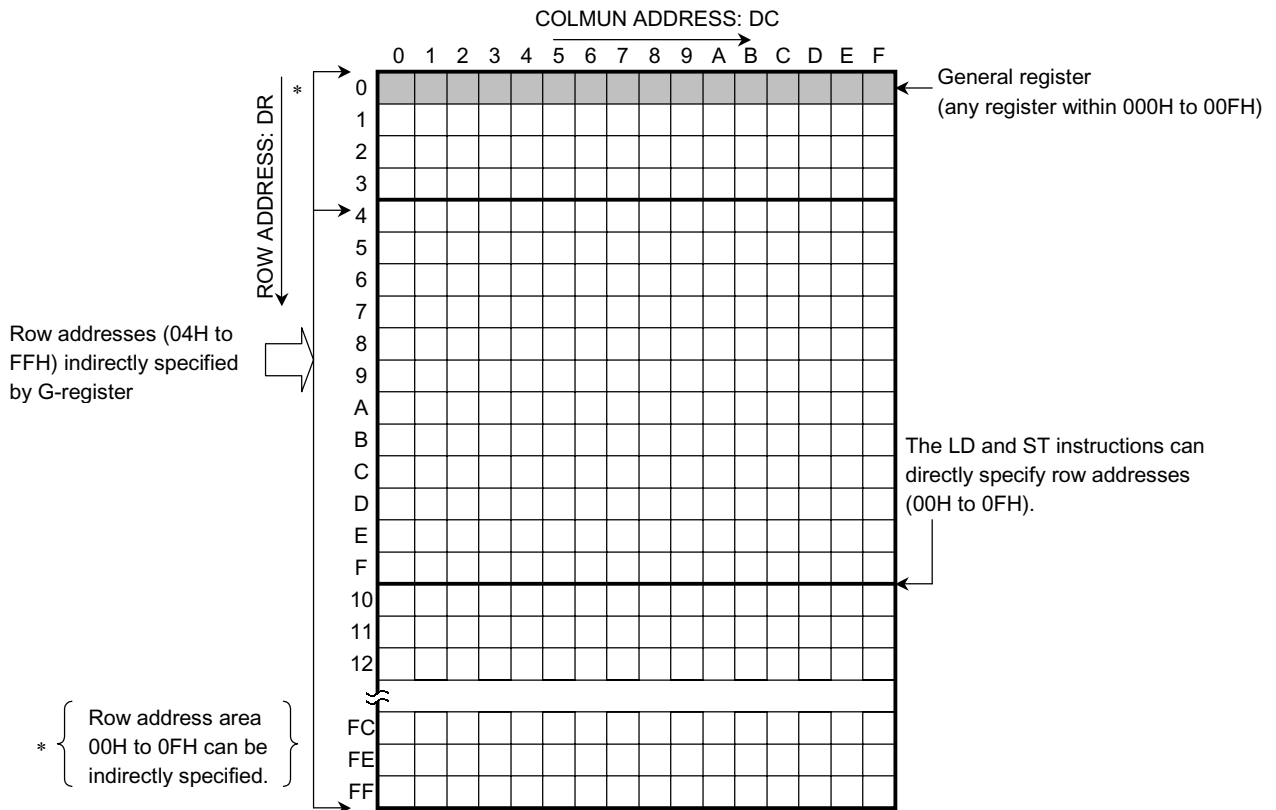 COLMUN ADDRESS: DC
0 1 2 3 4 5 6 7 8 9 A B C D E F
ROW ADDRESS: DR
*
0
1
2
3
4
5
6
7
8
9
A
B
C
D
E
F
10
11
12
FC
FE
FF
General register
(any register within 000H to 00FH)
Row addresses (04H to
FFH) indirectly specified
by G-register
The LD and ST instructions can
directly specify row addresses
(00H to 0FH).
* Row address area
00H to 0FH can be
indirectly specified.